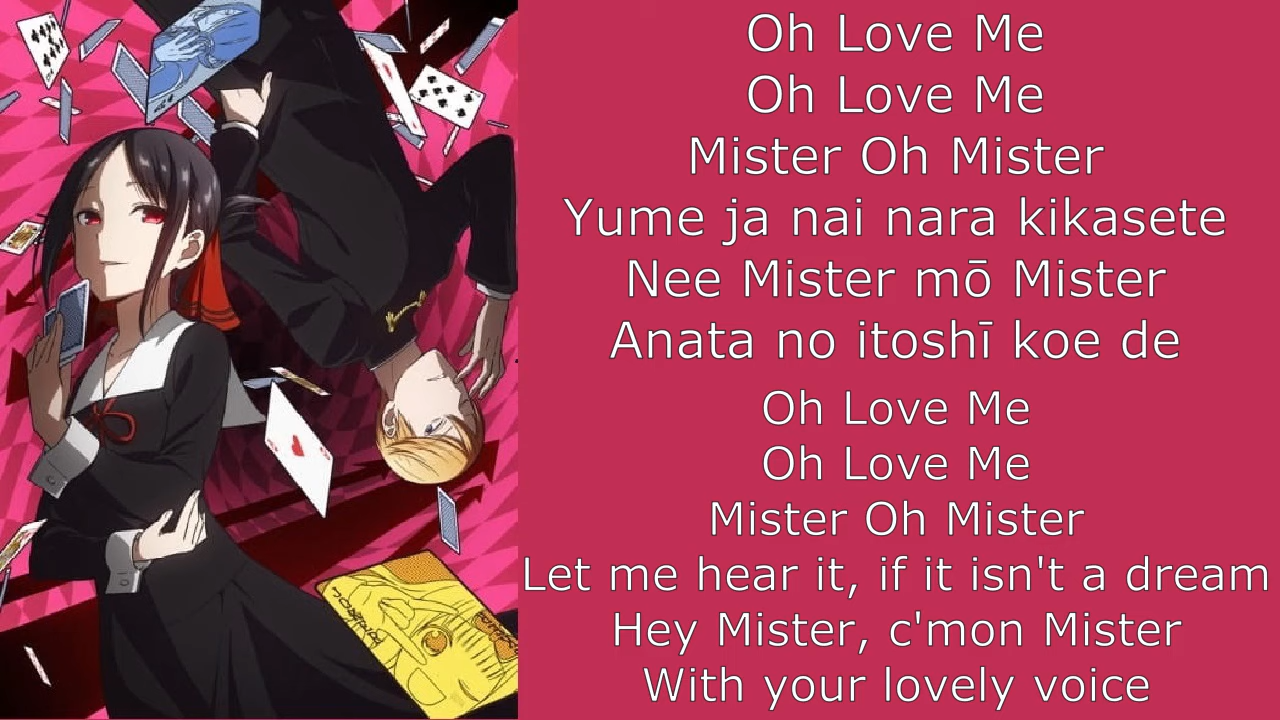 Oh Love Me
Oh Love Me
Mister Oh Mister
Yume ja nai nara kikasete
Nee Mister mō Mister
Anata no itoshī koe de
Oh Love Me
Oh Love Me
Mister Oh Mister
Let me hear it, if it isn't a dream
Hey Mister, c'mon Mister
With your lovely voice